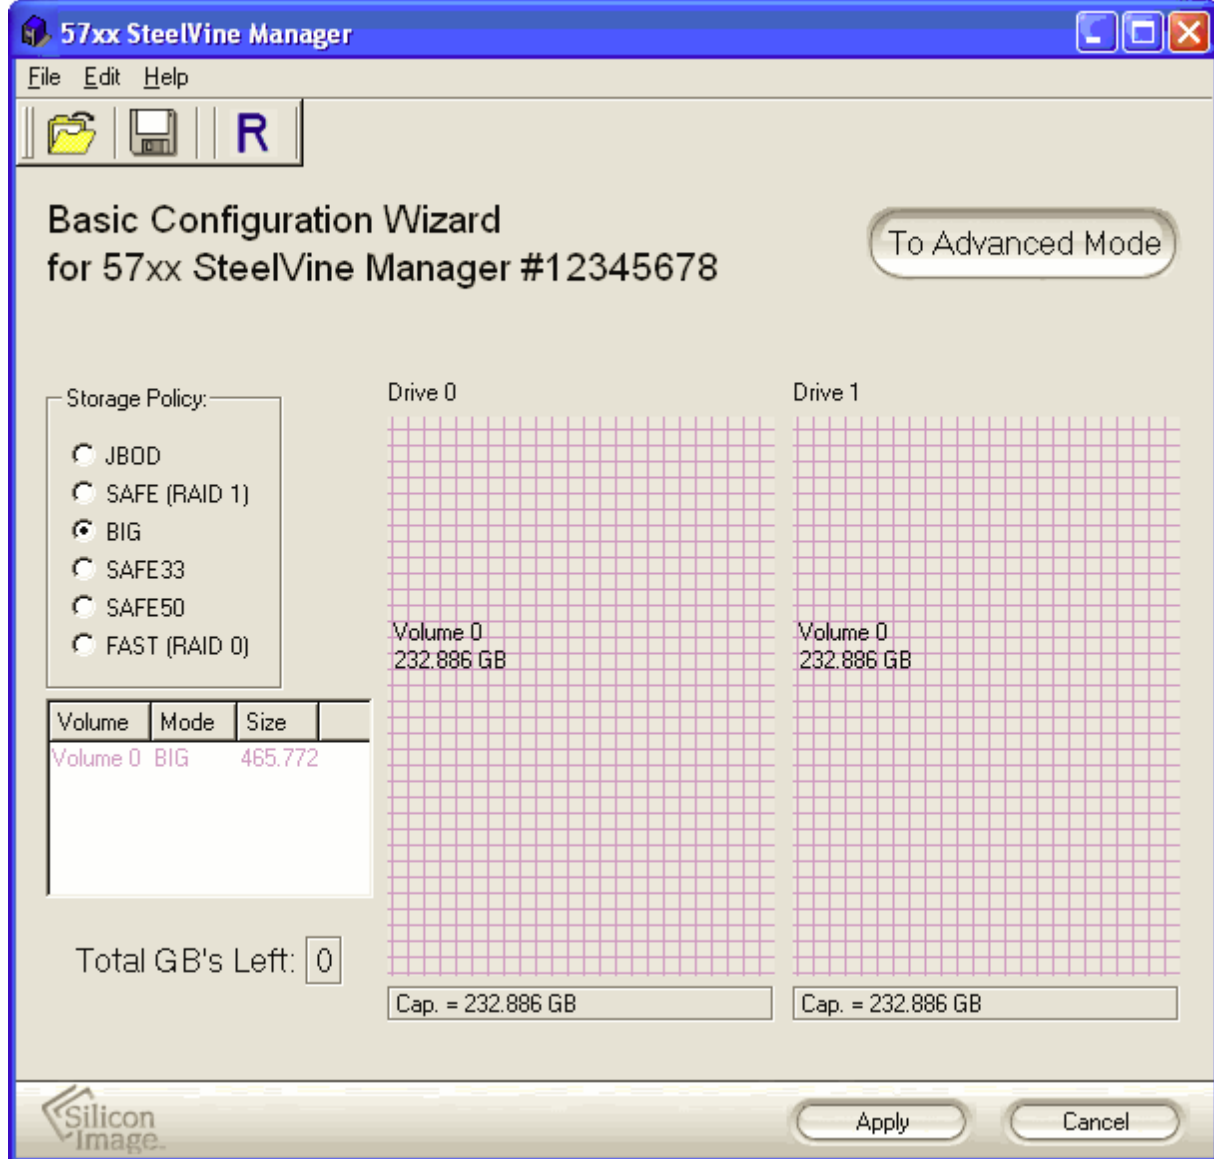 57xx SteelVine Manager
File Edit Help
R
Basic Configuration Wizard
for 57xx SteelVine Manager #12345678
To Advanced Mode
Storage Policy:
JBOD
SAFE (RAID 1)
BIG
SAFE33
SAFE50
FAST (RAID 0)
Volume Mode Size
Volume 0 BIG 465.772
Total GB's Left: 0
Drive 0
Volume 0
232.886 GB
Cap. = 232.886 GB
Drive 1
Volume 0
232.886 GB
Cap. = 232.886 GB
Silicon
Image
Apply
Cancel